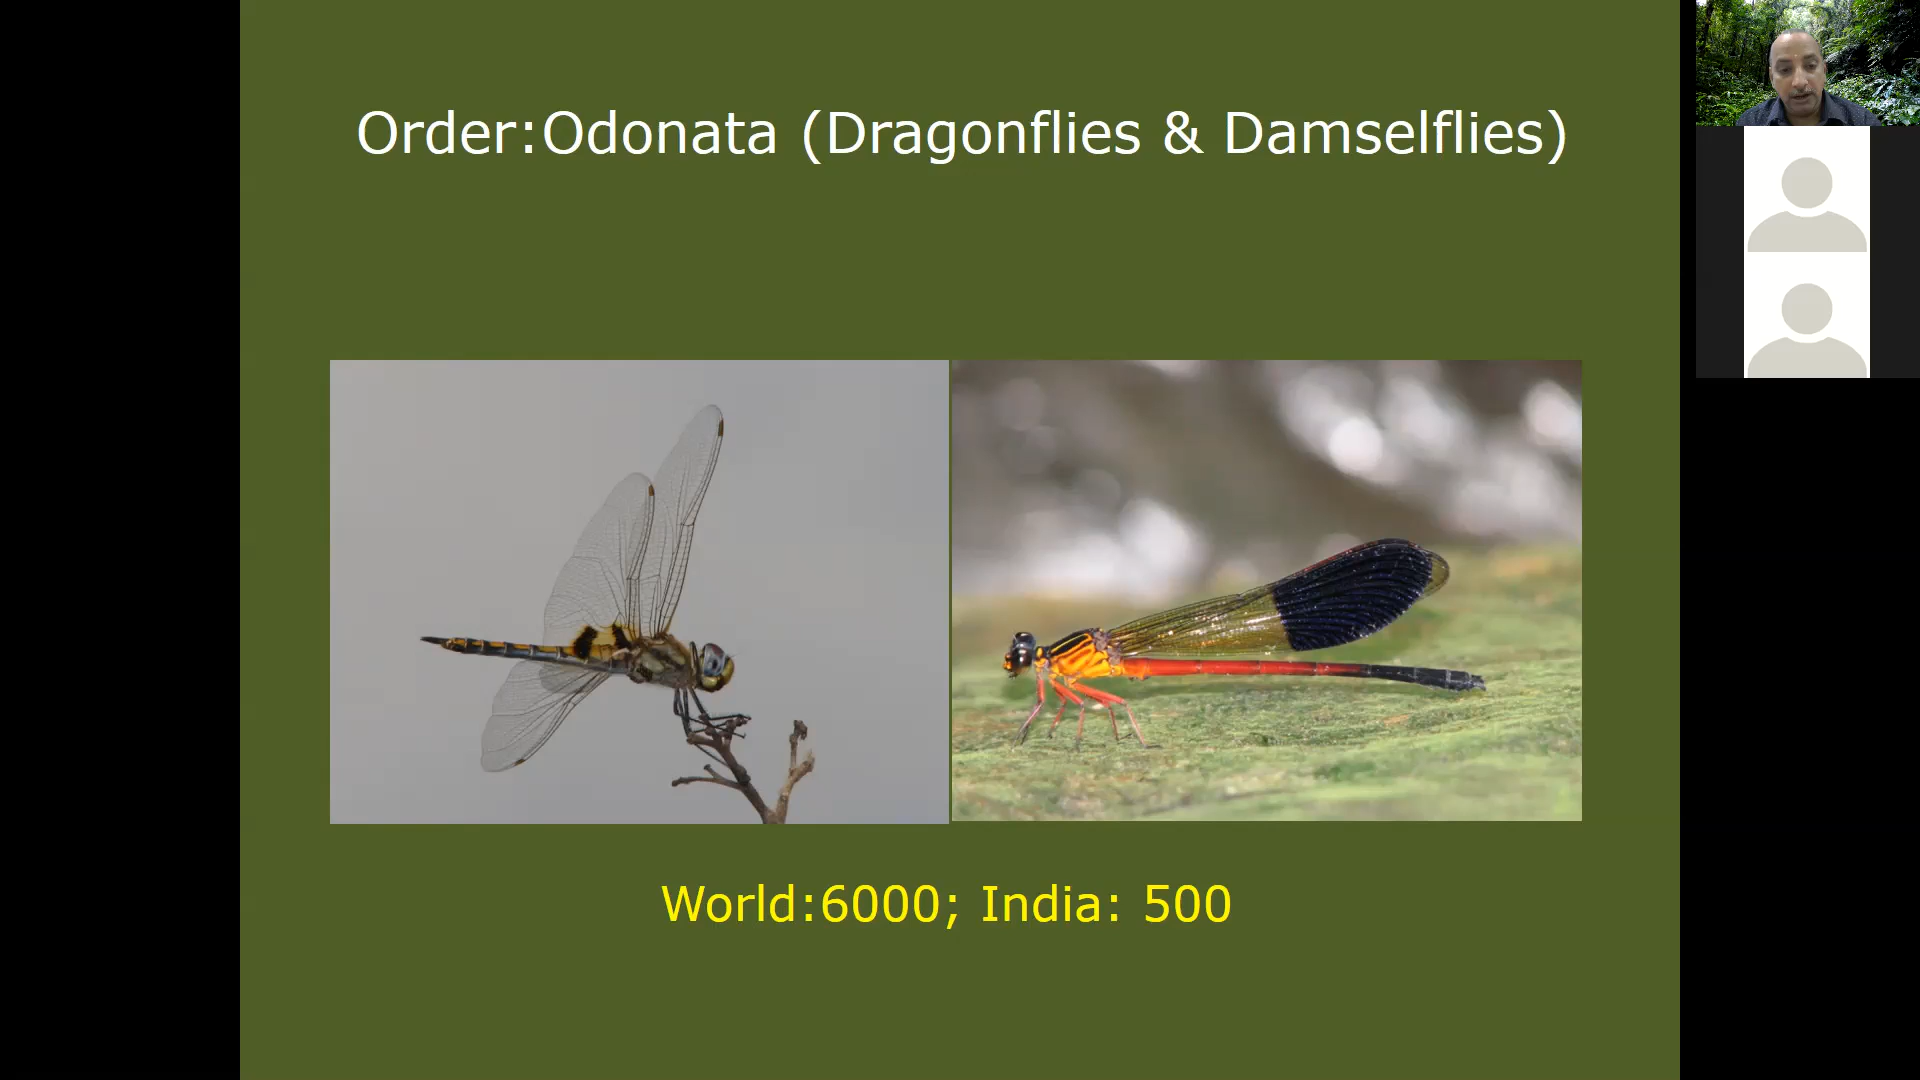 Order:Odonata (Dragonflies & Damselflies)
World:6000; India: 500